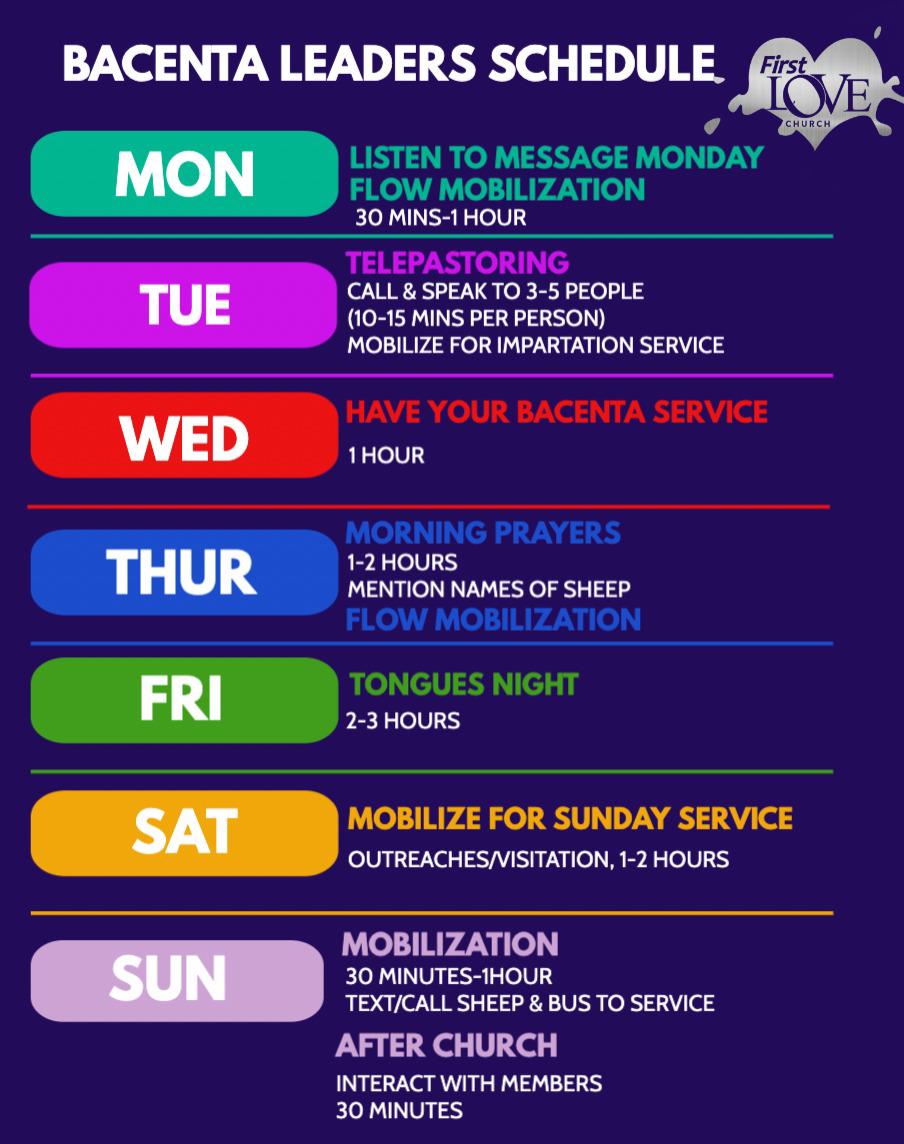 BACENTA LEADERS SCHEDULE
First
LOVE
CHURCH
MON
LISTEN TO MESSAGE MONDAY
FLOW MOBILIZATION
30 MINS-1 HOUR
TUE
TELEPASTORING
CALL & SPEAK TO 3-5 PEOPLE
(10-15 MINS PER PERSON)
MOBILIZE FOR IMPARTATION SERVICE
WED
HAVE YOUR BACENTA SERVICE
1 HOUR
THUR
MORNING PRAYERS
1-2 HOURS
MENTION NAMES OF SHEEP
FLOW MOBILIZATION
FRI
TONGUES NIGHT
2-3 HOURS
SAT
MOBILIZE FOR SUNDAY SERVICE
OUTREACHES/VISITATION, 1-2 HOURS
SUN
MOBILIZATION
30 MINUTES-1HOUR
TEXT/CALL SHEEP & BUS TO SERVICE
AFTER CHURCH
INTERACT WITH MEMBERS
30 MINUTES